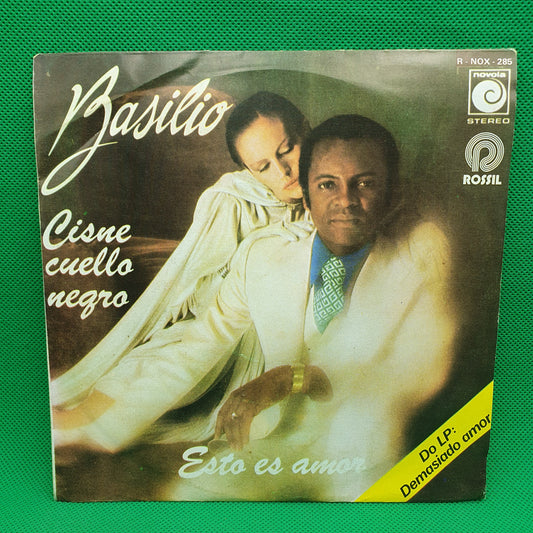 Basilio
R - NOX - 285
novola
STEREO
ROSSIL
Cisne
cuello
negro
Esto es amor
Do LP:
Demasiado amor